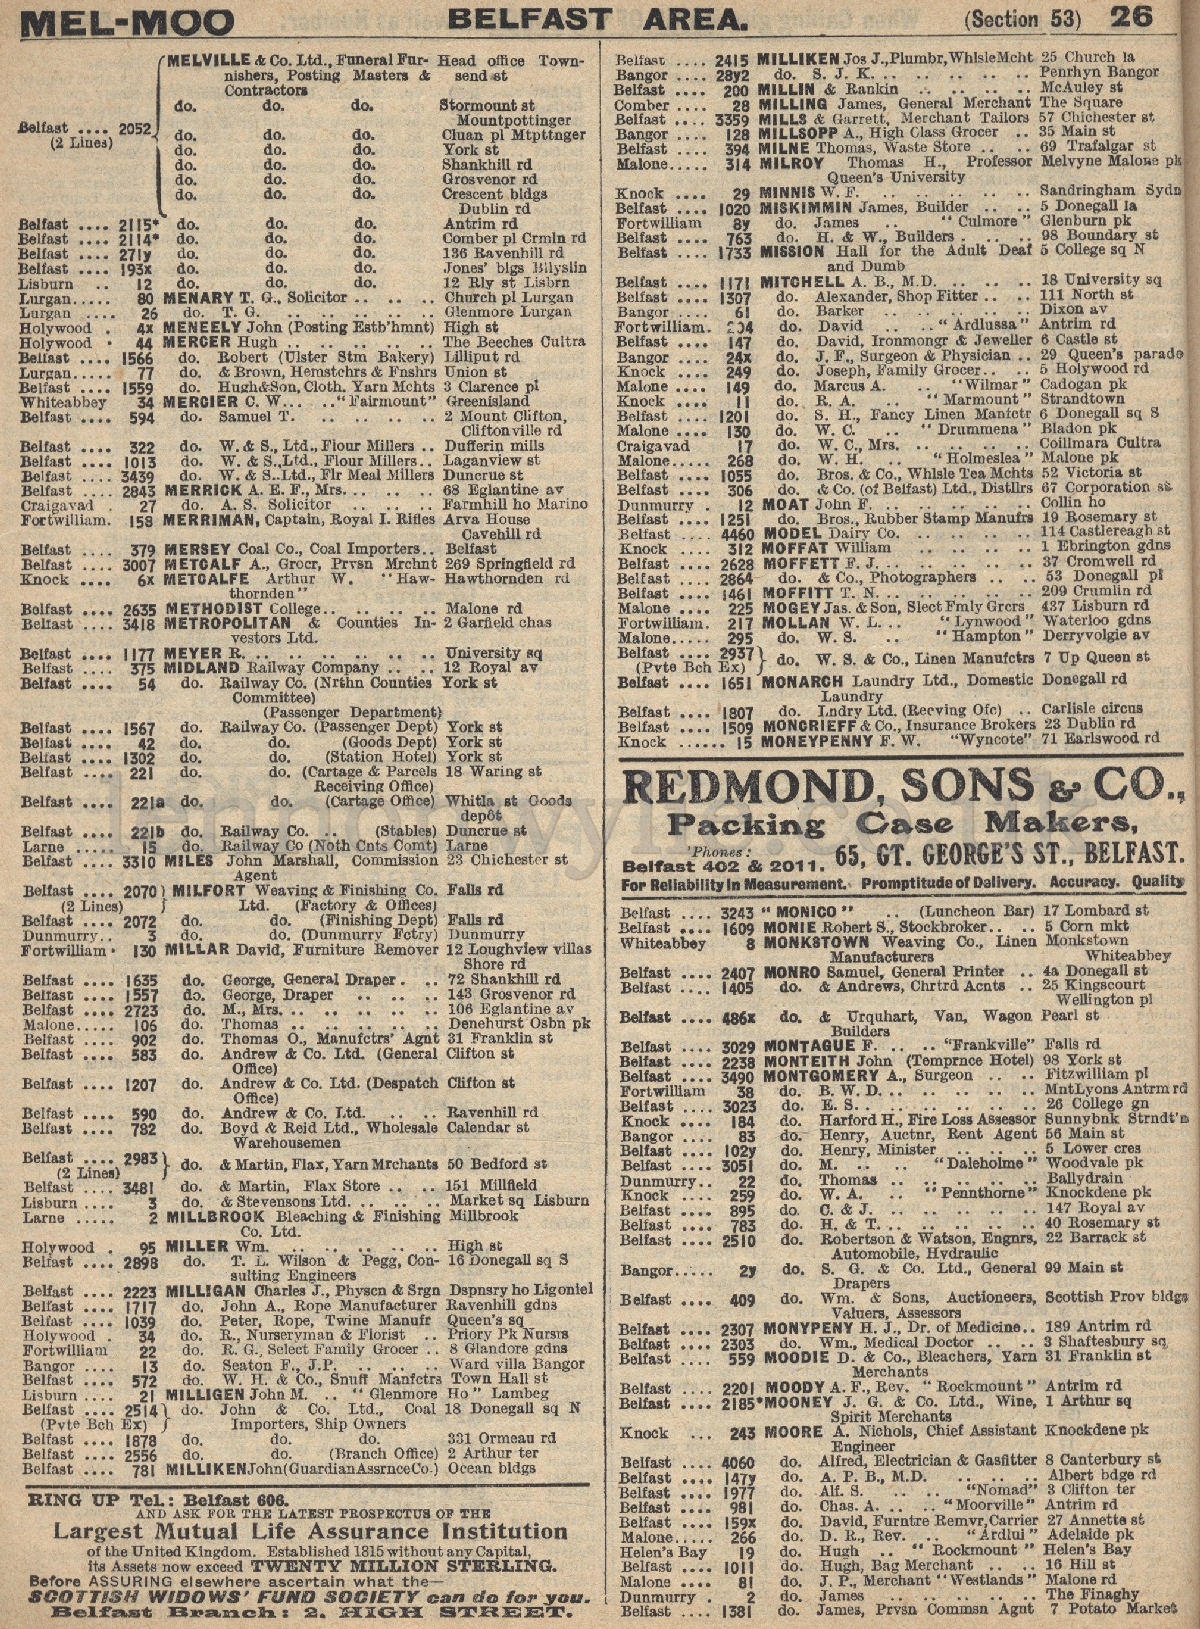 MEL-MOO BELFAST AREA. (Section 53) 26
Belfast .... 2052 (2 Lines) MELVILLE & Co. Ltd., Funeral Fur- Head office Town-
nishers, Posting Masters & send st
Contractors
do. do. do. Stormount st
Mountpottinger
do. do. do. Cluan pl Mtpttnger
do. do. do. York st
do. do. do. Shankhill rd
do. do. do. Grosvenor rd
do. do. do. Crescent bldgs
Dublin rd
Belfast .... 2115* do. do. do. Antrim rd
Belfast .... 2114* do. do. do. Comber pl Crmln rd
Belfast .... 271y do. do. do. 136 Ravenhill rd
Belfast .... 193x do. do. do. Jones' blgs Blyslin
Lisburn .. 12 do. do. do. 12 Rly st Lisbrn
Lurgan..... 80 MENARY T. G., Solicitor .. .. .. Church pl Lurgan
Lurgan .... 26 do. T. G. .. .. .. .. .. Glenmore Lurgan
Holywood . 4x MENEELY John (Posting Estb'hmnt) High st
Holywood . 44 MERCER Hugh .. .. .. .. .. The Beeches Cultra
Belfast .... 1566 do. Robert (Ulster Stm Bakery) Lilliput rd
Lurgan..... 77 do. & Brown, Hemstchrs & Fnshrs Union st
Belfast .... 1559 do. Hugh&Son, Cloth. Yarn Mchts 3 Clarence pl
Whiteabbey 34 MERCIER C. W... .. "Fairmount" Greenisland
Belfast .... 594 do. Samuel T. .. .. .. .. 2 Mount Clifton,
Cliftonville rd
Belfast .... 322 do. W. & S., Ltd., Flour Millers .. Dufferin mills
Belfast .... 1013 do. W. & S., Ltd., Flour Millers.. Laganview st
Belfast .... 3439 do. W. & S..Ltd., Flr Meal Millers Duncrue st
Belfast .... 2843 MERRICK A. E. F., Mrs... .. .. 68 Eglantine av
Craigavad . 27 do. A. S. Solicitor .. .. .. Farmhill ho Marino
Fortwilliam. 158 MERRIMAN, Captain, Royal I. Rifles Arva House
Cavehill rd
Belfast .... 379 MERSEY Coal Co., Coal Importers.. Belfast
Belfast .... 3007 METCALF A., Grocr, Prvsn Mrchnt 269 Springfield rd
Knock .... 6x METCALFE Arthur W. "Haw- Hawthornden rd
thornden"
Belfast .... 2635 METHODIST College.. .. .. .. Malone rd
Belfast .... 3418 METROPOLITAN & Counties In- 2 Garfield chas
vestors Ltd.
Belfast .... 1177 MEYER R. .. .. .. .. .. .. University sq
Belfast .... 375 MIDLAND Railway Company .. .. 12 Royal av
Belfast .... 54 do. Railway Co. (Nrthn Counties York st
Committee)
(Passenger Department)
Belfast .... 1567 do. Railway Co. (Passenger Dept) York st
Belfast .... 42 do. do. (Goods Dept) York st
Belfast .... 1302 do. do. (Station Hotel) York st
Belfast .... 221 do. do. (Cartage & Parcels 18 Waring st
Receiving Office)
Belfast .... 221a do. do. (Cartage Office) Whitla st Goods
depôt
Belfast .... 221b do. Railway Co. .. (Stables) Duncrue st
Larne ..... 15 do. Railway Co (Noth Cnts Comt) Larne
Belfast .... 3310 MILES John Marshall, Commission 23 Chichester st
Agent
Belfast .... 2070 MILFORT Weaving & Finishing Co. Falls rd
(2 Lines) Ltd. (Factory & Offices)
Belfast .... 2072 do. do. (Finishing Dept) Falls rd
Dunmurry.. 3 do. do. (Dunmurry Fctry) Dunmurry
Fortwilliam. 130 MILLAR David, Furniture Remover 12 Loughview villas
Shore rd
Belfast .... 1635 do. George, General Draper. .. 72 Shankhill rd
Belfast .... 1557 do. George, Draper .. .. .. .. 143 Grosvenor rd
Belfast .... 2723 do. M., Mrs. .. .. .. .. .. 106 Eglantine av
Malone..... 106 do. Thomas .. .. .. .. .. Denehurst Osbn pk
Belfast .... 902 do. Thomas O., Manufctrs' Agnt 31 Franklin st
Belfast .... 583 do. Andrew & Co. Ltd. (General Clifton st
Office)
Belfast .... 1207 do. Andrew & Co. Ltd. (Despatch Clifton st
Office)
Belfast .... 590 do. Andrew & Co. Ltd. .. .. .. Ravenhill rd
Belfast .... 782 do. Boyd & Reid Ltd., Wholesale Calendar st
Warehousemen
Belfast .... 2983 (2 Lines) do. & Martin, Flax, Yarn Mrchants 50 Bedford st
Belfast .... 3481 do. & Martin, Flax Store .. .. 151 Millfield
Lisburn .... 3 do. & Stevensons Ltd. .. .. .. Market sq Lisburn
Larne ..... 2 MILLBROOK Bleaching & Finishing Millbrook
Co. Ltd.
Holywood . 95 MILLER Wm. .. .. .. .. .. .. High st
Belfast .... 2898 do. T. L. Wilson & Pegg, Con- 16 Donegall sq S
sulting Engineers
Belfast .... 2223 MILLIGAN Charles J., Physcn & Srgn Dspnsry ho Ligoniel
Belfast .... 1717 do. John A., Rope Manufacturer Ravenhill gdns
Belfast .... 1039 do. Peter, Rope, Twine Manufr Queen's sq
Holywood . 34 do. R., Nurseryman & Florist .. Priory Pk Nursrs
Fortwilliam 22 do. R. G., Select Family Grocer .. 8 Glandore gdns
Bangor .... 13 do. Seaton F., J.P. .. .. .. .. Ward villa Bangor
Belfast .... 572 do. W. H. & Co., Snuff Manfctrs Town Hall st
Lisburn .... 21 MILLIGEN John M. .. "Glenmore Ho" Lambeg
Belfast .... 2514 do. John & Co. Ltd., Coal 18 Donegall sq N
(Pvte Bch Ex) Importers, Ship Owners
Belfast .... 1878 do. do. do. 331 Ormeau rd
Belfast .... 2556 do. do. (Branch Office) 2 Arthur ter
Belfast .... 781 MILLIKEN John(GuardianAssrnceCo.) Ocean bldgs
RING UP Tel.: Belfast 606.
AND ASK FOR THE LATEST PROSPECTUS OF THE
Largest Mutual Life Assurance Institution
of the United Kingdom. Established 1815 without any Capital,
its Assets now exceed TWENTY MILLION STERLING.
Before ASSURING elsewhere ascertain what the—
SCOTTISH WIDOWS' FUND SOCIETY can do for you.
Belfast Branch: 2, HIGH STREET.
Belfast .... 2415 MILLIKEN Jos J., Plumbr, WhlsleMcht 25 Church la
Bangor .... 28y2 do. S. J. K... .. .. .. .. Penrhyn Bangor
Belfast .... 200 MILLIN & Rankin .. .. .. .. McAuley st
Comber .... 28 MILLING James, General Merchant The Square
Belfast .... 3359 MILLS & Garrett, Merchant Tailors 57 Chichester st
Bangor .... 128 MILLSOPP A., High Class Grocer .. 35 Main st
Belfast .... 394 MILNE Thomas, Waste Store .. .. 69 Trafalgar st
Malone..... 314 MILROY Thomas H., Professor Melvyne Malone pk
Queen's University
Knock .... 29 MINNIS W. F. .. .. .. .. .. Sandringham Sydn
Belfast .... 1020 MISKIMMIN James, Builder .. .. 5 Donegall la
Fortwilliam 8y do. James .. .. "Culmore" Glenburn pk
Belfast .... 763 do. H. & W., Builders . .. .. 98 Boundary st
Belfast .... 1733 MISSION Hall for the Adult Deaf 5 College sq N
and Dumb
Belfast .... 1171 MITCHELL A. B., M.D. .. .. .. 18 University sq
Belfast .... 1307 do. Alexander, Shop Fitter .. .. 111 North st
Bangor .... 61 do. Barker .. .. .. .. .. Dixon av
Fortwilliam. 204 do. David .. .. "Ardlussa" Antrim rd
Belfast .... 147 do. David, Ironmongr & Jeweller 6 Castle st
Bangor .... 24x do. J. F., Surgeon & Physician .. 29 Queen's parade
Knock .... 249 do. Joseph, Family Grocer.. .. 5 Holywood rd
Malone .... 149 do. Marcus A. .. "Wilmar" Cadogan pk
Knock .... 11 do. R. A. .. "Marmount" Strandtown
Belfast .... 1201 do. S. H., Fancy Linen Manfctr 6 Donegall sq S
Malone .... 130 do. W. C. .. "Drummena" Bladon pk
Craigavad . 17 do. W. C., Mrs. .. .. .. .. Coillmara Cultra
Malone..... 268 do. W. H. .. "Holmeslea" Malone pk
Belfast .... 1055 do. Bros. & Co., Whlsle Tea Mchts 52 Victoria st
Belfast .... 306 do. & Co. (of Belfast) Ltd., Distllrs 67 Corporation sq
Dunmurry . 12 MOAT John F. .. .. .. .. .. Collin ho
Belfast .... 1251 do. Bros., Rubber Stamp Manufrs 19 Rosemary st
Belfast .... 4460 MODEL Dairy Co. .. .. .. .. 114 Castlereagh st
Knock .... 312 MOFFAT William .. .. .. .. 1 Ebrington gdns
Belfast .... 2628 MOFFETT F. J. .. .. .. .. .. 37 Cromwell rd
Belfast .... 2864 do. & Co., Photographers .. .. 53 Donegall pl
Belfast .... 1461 MOFFITT T. N. .. .. .. .. .. 209 Crumlin rd
Malone .... 225 MOGEY Jas. & Son, Slect Fmly Grcrs 437 Lisburn rd
Fortwilliam. 217 MOLLAN W. L. .. "Lynwood" Waterloo gdns
Malone..... 295 do. W. S. .. "Hampton" Derryvolgie av
Belfast .... 2937 (Pvte Bch Ex) do. W. S. & Co., Linen Manufctrs 7 Up Queen st
Belfast .... 1651 MONARCH Laundry Ltd., Domestic Donegall rd
Laundry
Belfast .... 1807 do. Lndry Ltd. (Recving Ofc) .. Carlisle circus
Belfast .... 1509 MONCRIEFF & Co., Insurance Brokers 23 Dublin rd
Knock ...... 15 MONEYPENNY F. W. "Wyncote" 71 Earlswood rd
REDMOND, SONS & CO.,
Packing Case Makers,
'Phones:
Belfast 402 & 2011. 65, GT. GEORGE'S ST., BELFAST.
For Reliability in Measurement. Promptitude of Delivery. Accuracy. Quality
Belfast .... 3243 "MONICO" .. (Luncheon Bar) 17 Lombard st
Belfast .... 1609 MONIE Robert S., Stockbroker.. .. 5 Corn mkt
Whiteabbey 8 MONKSTOWN Weaving Co., Linen Monkstown
Manufacturers Whiteabbey
Belfast .... 2407 MONRO Samuel, General Printer .. 4a Donegall st
Belfast .... 1405 do. & Andrews, Chrtrd Acnts .. 25 Kingscourt
Wellington pl
Belfast .... 486x do. & Urquhart, Van, Wagon Pearl st
Builders
Belfast .... 3029 MONTAGUE F. .. .. "Frankville" Falls rd
Belfast .... 2238 MONTEITH John (Temprnce Hotel) 98 York st
Belfast .... 3490 MONTGOMERY A., Surgeon .. .. Fitzwilliam pl
Fortwilliam 38 do. B. W. D. .. .. .. .. .. MntLyons Antrm rd
Belfast .... 3023 do. E. S. .. .. .. .. .. .. 26 College gn
Knock .... 184 do. Harford H., Fire Loss Assessor Sunnybnk Strndt'n
Bangor .... 83 do. Henry, Auctnr, Rent Agent 56 Main st
Belfast .... 102y do. Henry, Minister .. .. .. 5 Lower cres
Belfast .... 3051 do. M. .. .. "Daleholme" Woodvale pk
Dunmurry.. 22 do. Thomas .. .. .. .. .. Ballydrain
Knock .... 259 do. W. A. .. "Pennthorne" Knockdene pk
Belfast .... 895 do. C. & J. .. .. .. .. .. 147 Royal av
Belfast .... 783 do. H. & T. .. .. .. .. .. 40 Rosemary st
Belfast .... 2510 do. Robertson & Watson, Engnrs, 22 Barrack st
Automobile, Hydraulic
Bangor..... 2y do. S. G. & Co. Ltd., General 99 Main st
Drapers
Belfast .... 409 do. Wm. & Sons, Auctioneers, Scottish Prov bldgs
Valuers, Assessors
Belfast .... 2307 MONYPENY H. J., Dr. of Medicine.. 189 Antrim rd
Belfast .... 2303 do. Wm., Medical Doctor .. .. 3 Shaftesbury sq
Belfast .... 559 MOODIE D. & Co., Bleachers, Yarn 31 Franklin st
Merchants
Belfast .... 2201 MOODY A. F., Rev. "Rockmount" Antrim rd
Belfast .... 2185* MOONEY J. G. & Co. Ltd., Wine, 1 Arthur sq
Spirit Merchants
Knock ... 243 MOORE A. Nichols, Chief Assistant Knockdene pk
Engineer
Belfast .... 4060 do. Alfred, Electrician & Gasfitter 8 Canterbury st
Belfast .... 147y do. A. P. B., M.D. .. .. .. Albert bdge rd
Belfast .... 1977 do. Alf. S. .. .. "Nomad" 3 Clifton ter
Belfast .... 981 do. Chas. A. .. .. "Moorville" Antrim rd
Belfast .... 159x do. David, Furntre Remvr, Carrier 27 Annette st
Malone..... 266 do. D. R., Rev. .. "Ardlui" Adelaide pk
Helen's Bay 19 do. Hugh .. .. "Rockmount" Helen's Bay
Belfast .... 1011 do. Hugh, Bag Merchant .. .. 16 Hill st
Malone .... 81 do. J. P., Merchant "Westlands" Malone rd
Dunmurry . 2 do. James .. .. .. .. .. The Finaghy
Belfast .... 1381 do. James, Prvsn Commsn Agnt 7 Potato Market